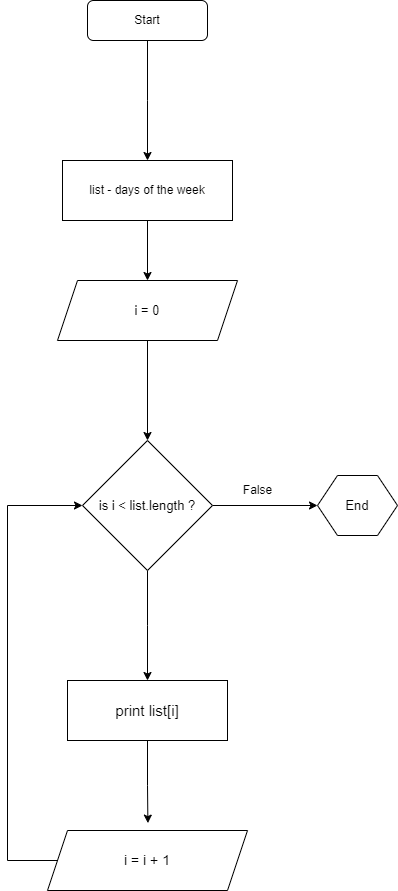 Start
list - days of the week
i = 0
is i < list.length ?
False
End
print list[i]
i = i + 1